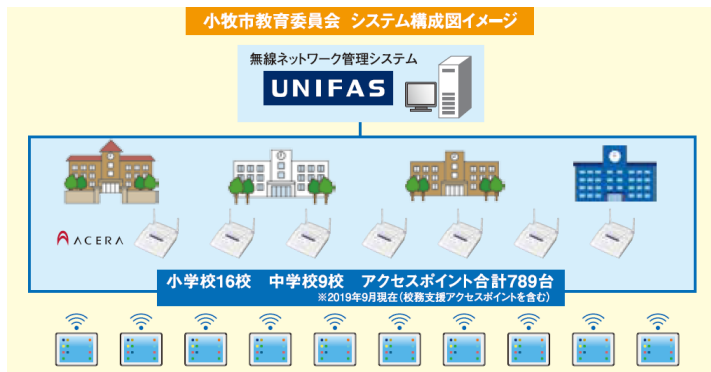 小牧市教育委員会 システム構成図イメージ
無線ネットワーク管理システム
UNIFAS
ACERA
小学校16校 中学校9校 アクセスポイント合計789台
※2019年9月現在(校務支援アクセスポイントを含む)